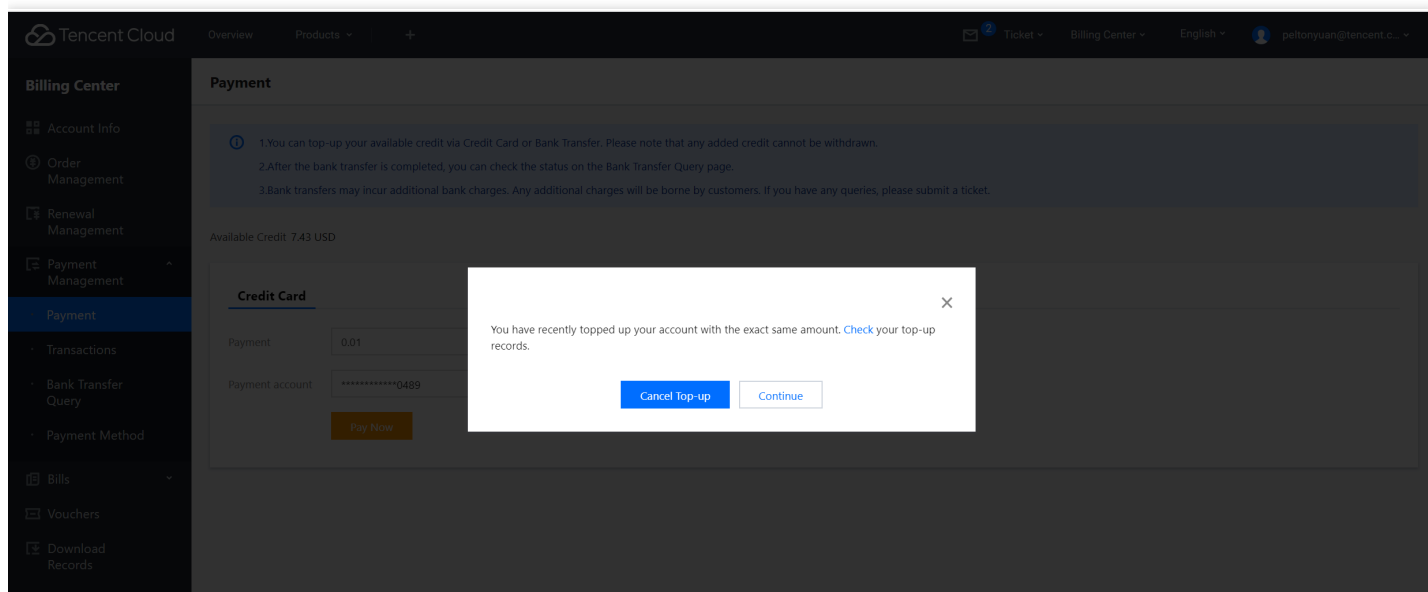 Tencent Cloud
Overview
Products
+
2
Ticket
Billing Center
English
peltonyuan@tencent.c...
Billing Center
Account Info
Order
Management
Renewal
Management
Payment
Management
Payment
Transactions
Bank Transfer
Query
Payment Method
Bills
Vouchers
Download
Records
Payment
1.You can top-up your available credit via Credit Card or Bank Transfer. Please note that any added credit cannot be withdrawn.
2.After the bank transfer is completed, you can check the status on the Bank Transfer Query page.
3.Bank transfers may incur additional bank charges. Any additional charges will be borne by customers. If you have any queries, please submit a ticket.
Available Credit 7.43 USD
Credit Card
Payment 0.01
Payment account ************0489
Pay Now
You have recently topped up your account with the exact same amount. Check your top-up
records.
Cancel Top-up
Continue